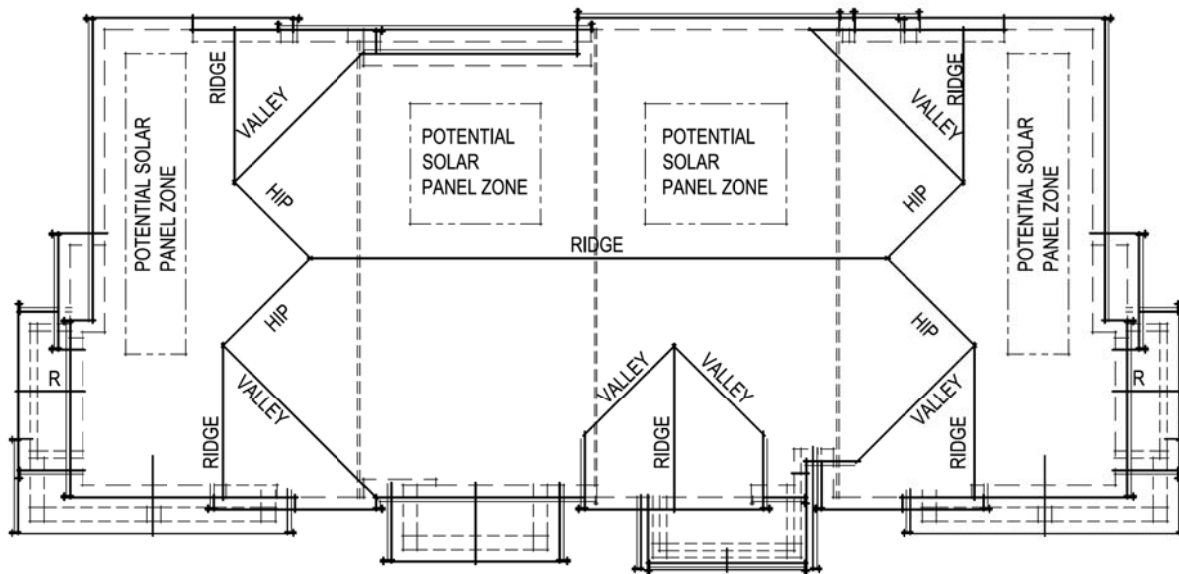 RIDGE
VALLEY
RIDGE
VALLEY
POTENTIAL SOLAR
PANEL ZONE
POTENTIAL
SOLAR
PANEL ZONE
POTENTIAL
SOLAR
PANEL ZONE
POTENTIAL SOLAR
PANEL ZONE
HIP
HIP
RIDGE
HIP
HIP
R
R
VALLEY
VALLEY
VALLEY
VALLEY
RIDGE
RIDGE
RIDGE